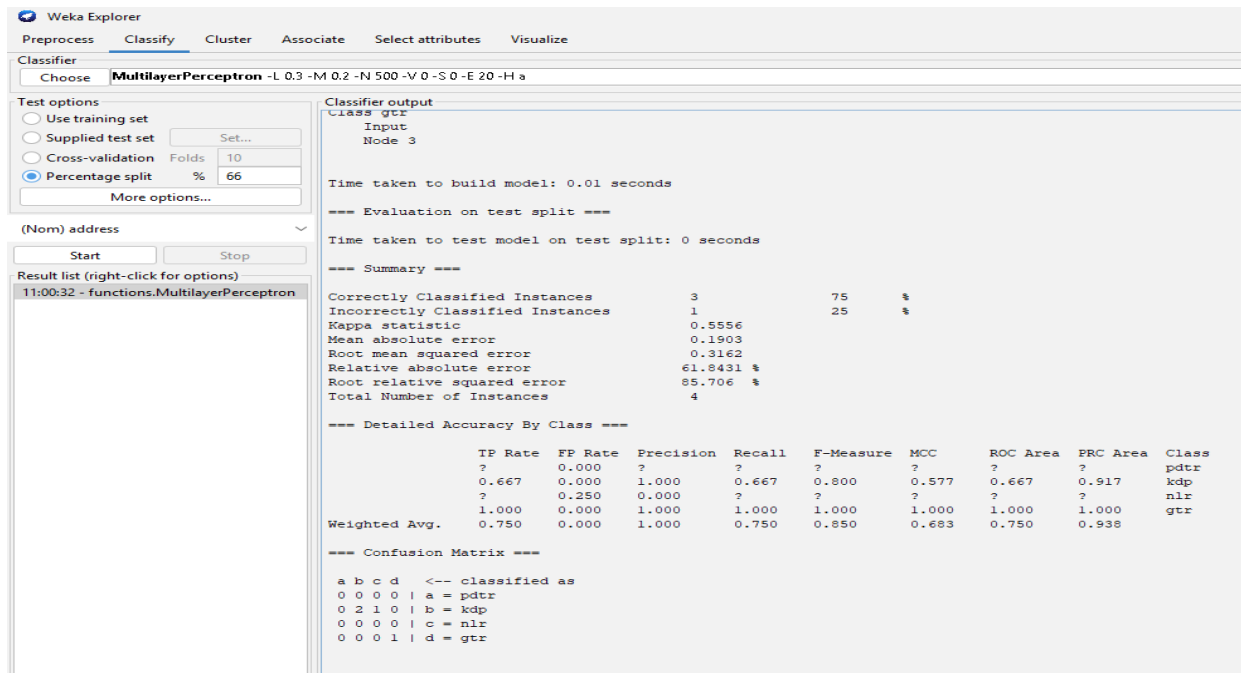 Weka Explorer
Preprocess Classify Cluster Associate Select attributes Visualize
Classifier
Choose MultilayerPerceptron -L 0.3 -M 0.2 -N 500 -V 0 -S 0 -E 20 -H a
Test options
Use training set
Supplied test set Set...
Cross-validation Folds 10
Percentage split % 66
More options...
(Nom) address
Start Stop
Result list (right-click for options)
11:00:32 - functions.MultilayerPerceptron
Classifier output
Class gtr
Input
Node 3
Time taken to build model: 0.01 seconds
=== Evaluation on test split ===
Time taken to test model on test split: 0 seconds
=== Summary ===
Correctly Classified Instances 3 75 %
Incorrectly Classified Instances 1 25 %
Kappa statistic 0.5556
Mean absolute error 0.1903
Root mean squared error 0.3162
Relative absolute error 61.8431 %
Root relative squared error 85.706 %
Total Number of Instances 4
=== Detailed Accuracy By Class ===
TP Rate FP Rate Precision Recall F-Measure MCC ROC Area PRC Area Class
? 0.000 ? ? ? ? ? ? pdtr
0.667 0.000 1.000 0.667 0.800 0.577 0.667 0.917 kdp
? 0.250 0.000 ? ? ? ? ? nlr
1.000 0.000 1.000 1.000 1.000 1.000 1.000 1.000 gtr
Weighted Avg. 0.750 0.000 1.000 0.750 0.850 0.683 0.750 0.938
=== Confusion Matrix ===
a b c d <-- classified as
0 0 0 0 | a = pdtr
0 2 1 0 | b = kdp
0 0 0 0 | c = nlr
0 0 0 1 | d = gtr